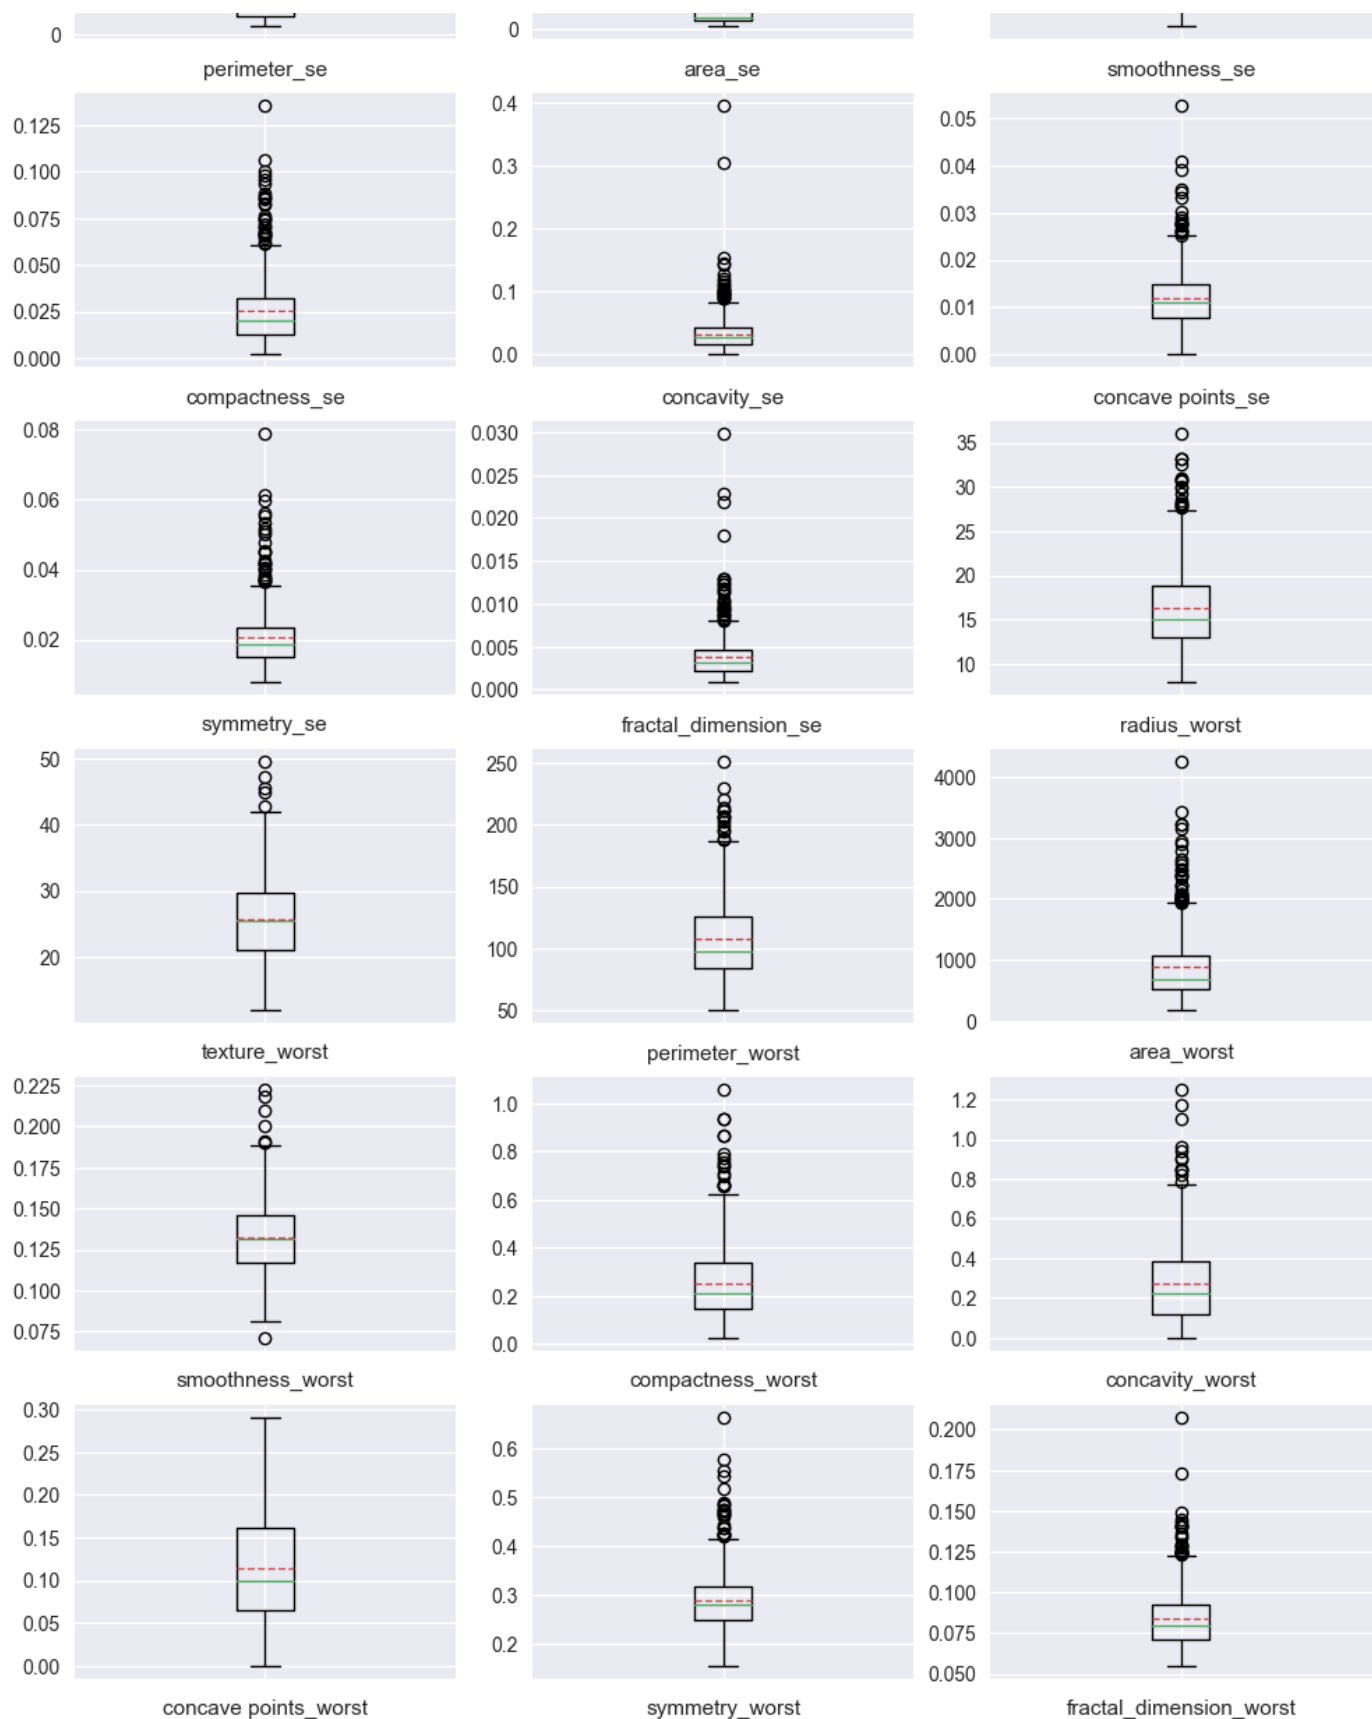 0 0
perimeter_se area_se smoothness_se
0.125 0.4 0.05
0.100 0.3 0.04
0.075 0.2 0.03
0.050 0.1 0.02
0.025 0.0 0.01
0.000 0.00
compactness_se concavity_se concave points_se
0.08 0.030 35
0.06 0.025 30
0.04 0.020 25
0.02 0.015 20
0.010 15
0.005 10
0.000
symmetry_se fractal_dimension_se radius_worst
50 250 4000
40 200 3000
30 150 2000
20 100 1000
50 0
texture_worst perimeter_worst area_worst
0.225 1.0 1.2
0.200 0.8 1.0
0.175 0.6 0.8
0.150 0.4 0.6
0.125 0.2 0.4
0.100 0.0 0.2
0.075 0.0
smoothness_worst compactness_worst concavity_worst
0.30 0.6 0.200
0.25 0.5 0.175
0.20 0.4 0.150
0.15 0.3 0.125
0.10 0.2 0.100
0.05 0.075
0.00 0.050
concave points_worst symmetry_worst fractal_dimension_worst